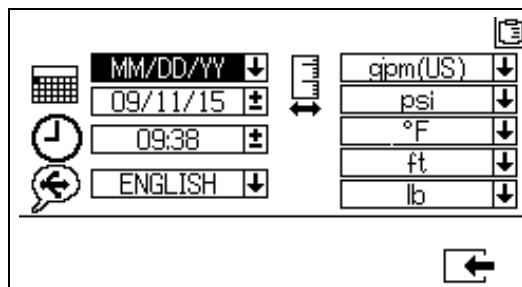 MM/DD/YY
09/11/15
09:38
ENGLISH
gpm(US)
psi
°F
ft
lb